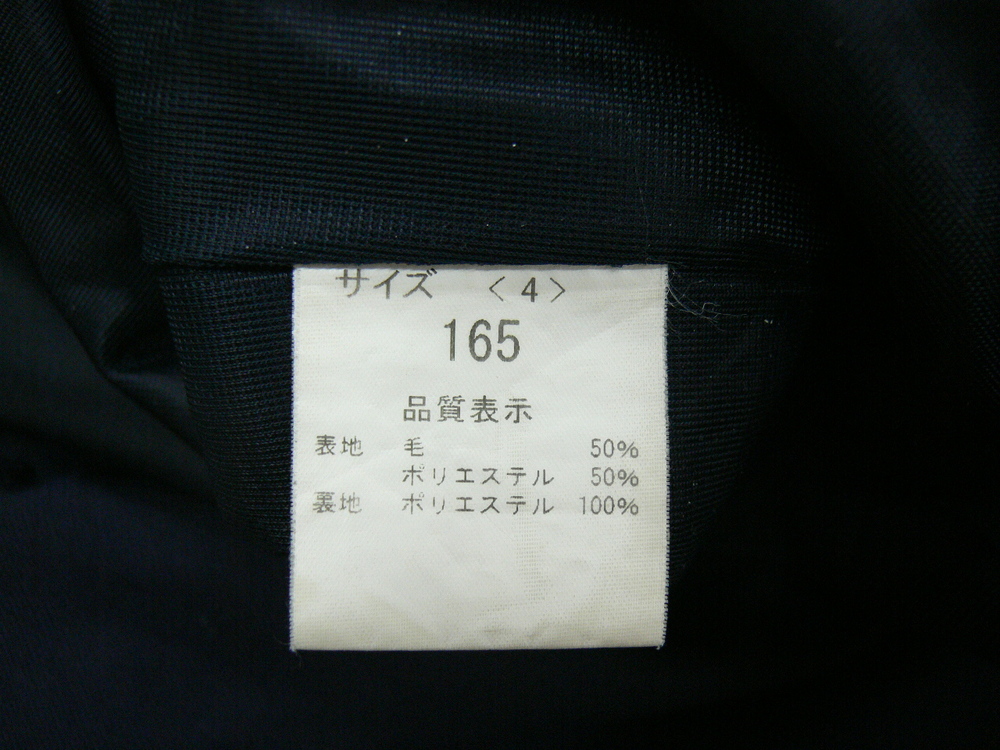 サイズ 〈4〉
165
品質表示
表地 毛 50%
ポリエステル 50%
裏地 ポリエステル 100%